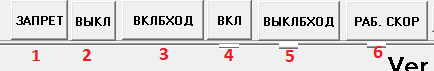 ЗАПРЕТ ВЫКЛ ВКЛБХОД ВКЛ ВЫКЛБХОД РАБ. СКОР
1 2 3 4 5 6
Ver